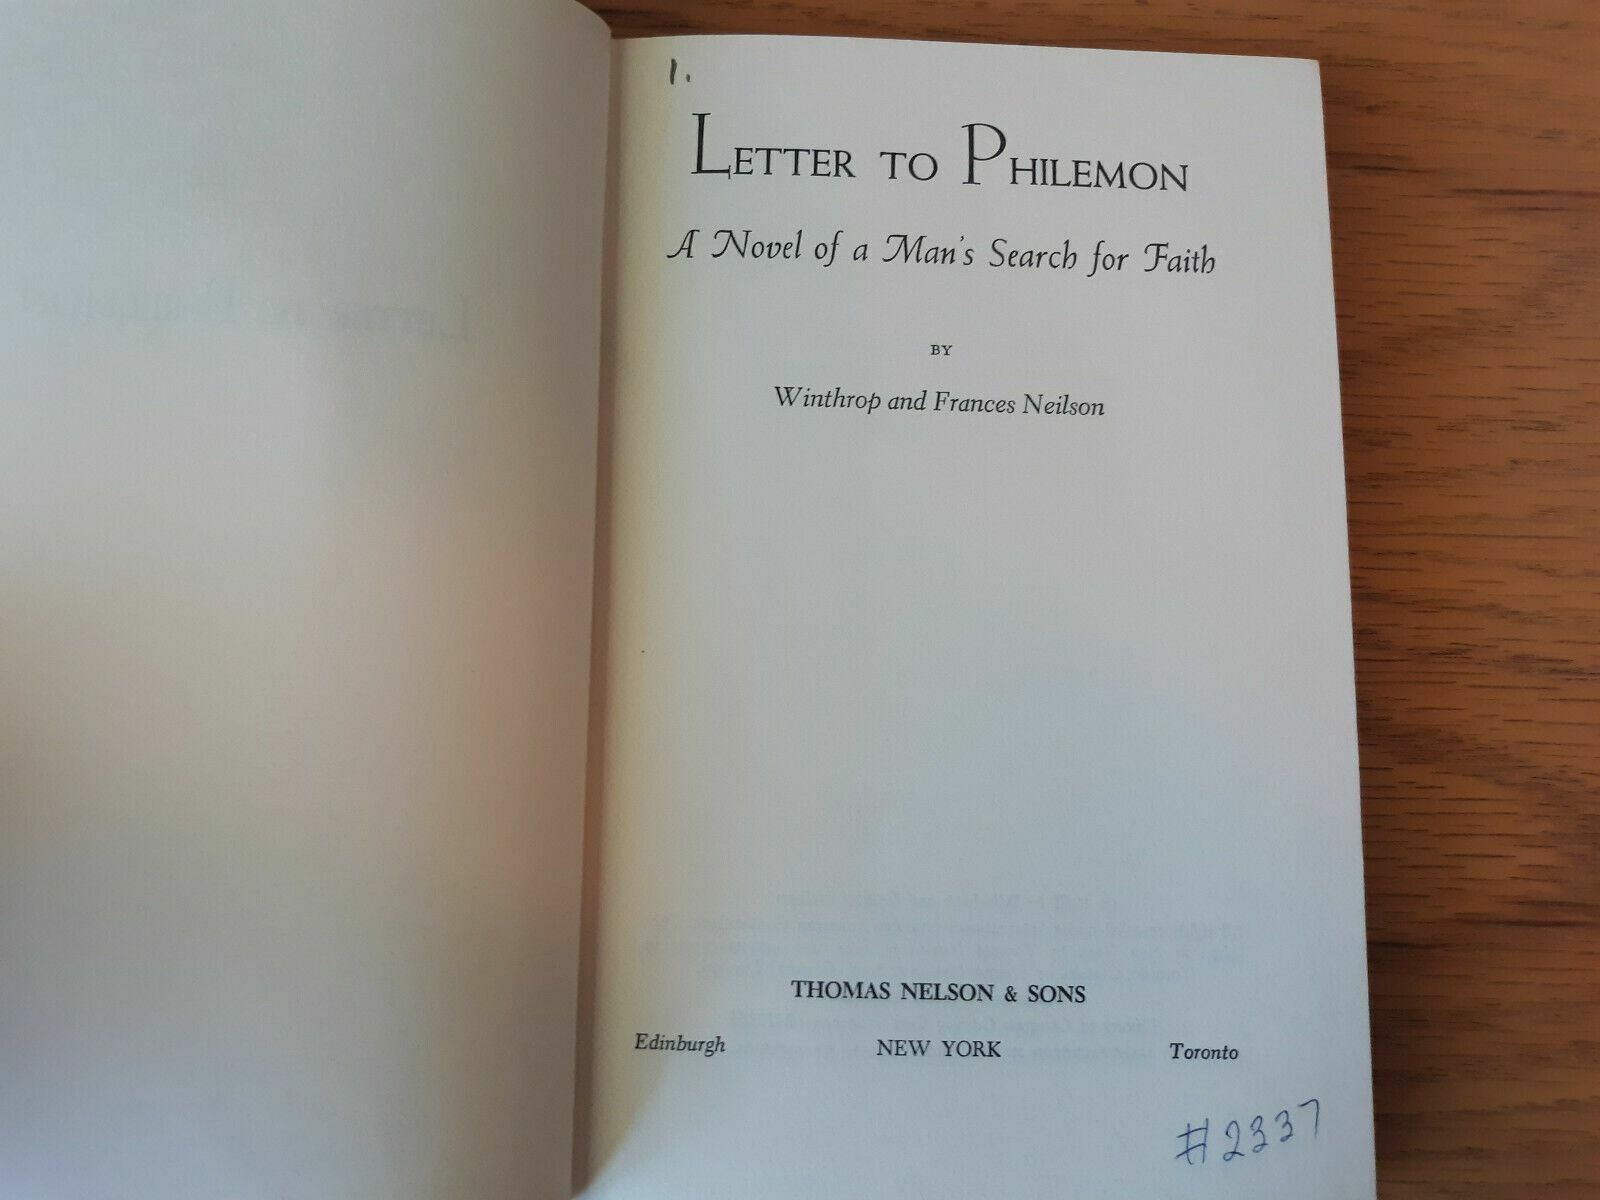 1.
LETTER TO PHILEMON
A Novel of a Man's Search for Faith
BY
Winthrop and Frances Neilson
THOMAS NELSON & SONS
Edinburgh NEW YORK Toronto
#2337